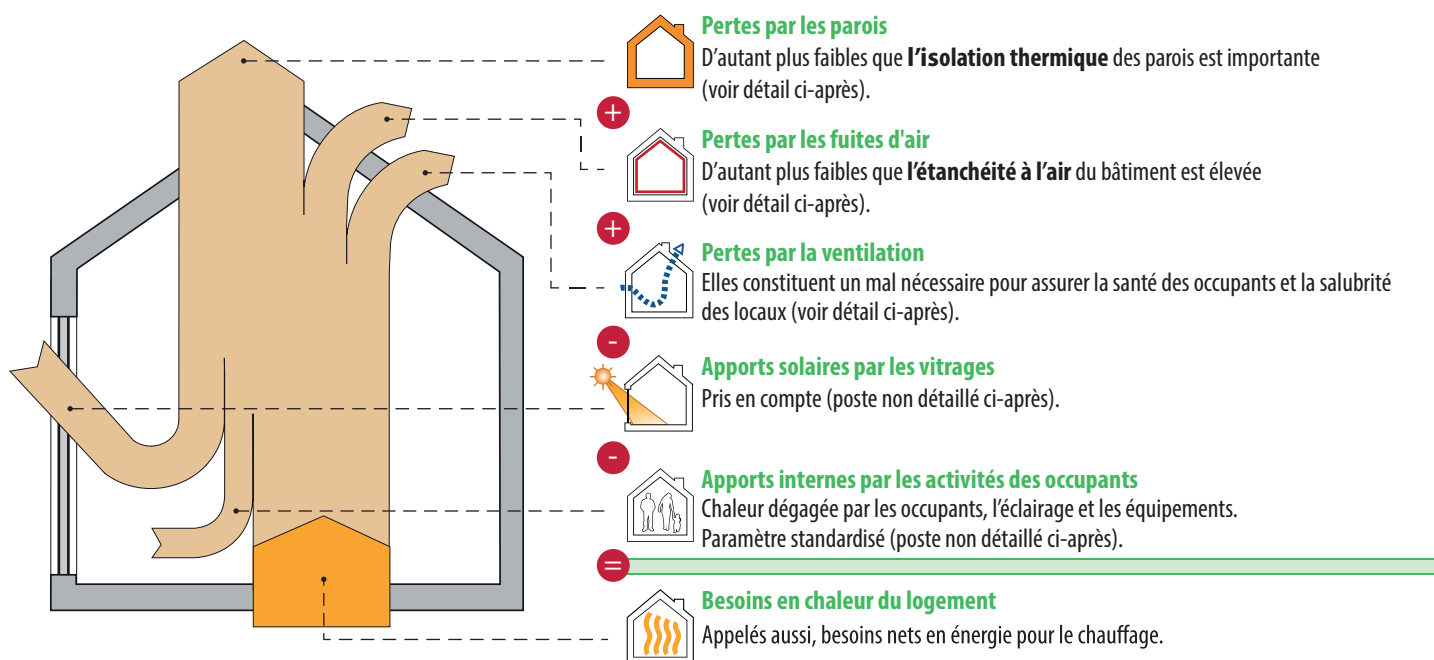 Pertes par les parois
D'autant plus faibles que l'isolation thermique des parois est importante
(voir détail ci-après).
+
Pertes par les fuites d'air
D'autant plus faibles que l'étanchéité à l'air du bâtiment est élevée
(voir détail ci-après).
+
Pertes par la ventilation
Elles constituent un mal nécessaire pour assurer la santé des occupants et la salubrité
des locaux (voir détail ci-après).
-
Apports solaires par les vitrages
Pris en compte (poste non détaillé ci-après).
-
Apports internes par les activités des occupants
Chaleur dégagée par les occupants, l'éclairage et les équipements.
Paramètre standardisé (poste non détaillé ci-après).
=
Besoins en chaleur du logement
Appelés aussi, besoins nets en énergie pour le chauffage.